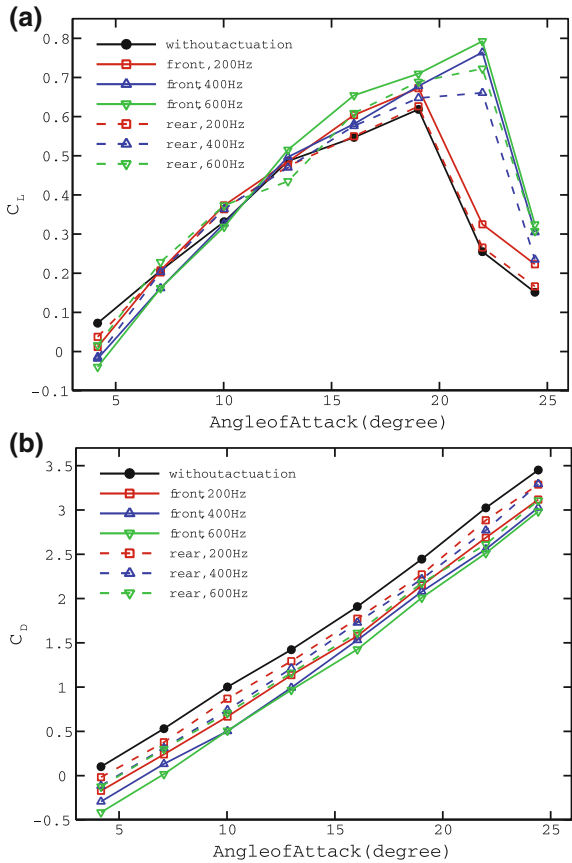 (a)
0.8
0.7
0.6
0.5
0.4
0.3
0.2
0.1
0
-0.1
C_L
withoutactuation
front,200Hz
front,400Hz
front,600Hz
rear,200Hz
rear,400Hz
rear,600Hz
5 10 15 20 25
AngleofAttack(degree)
(b)
3.5
3
2.5
2
1.5
1
0.5
0
-0.5
C_D
withoutactuation
front,200Hz
front,400Hz
front,600Hz
rear,200Hz
rear,400Hz
rear,600Hz
5 10 15 20 25
AngleofAttack(degree)